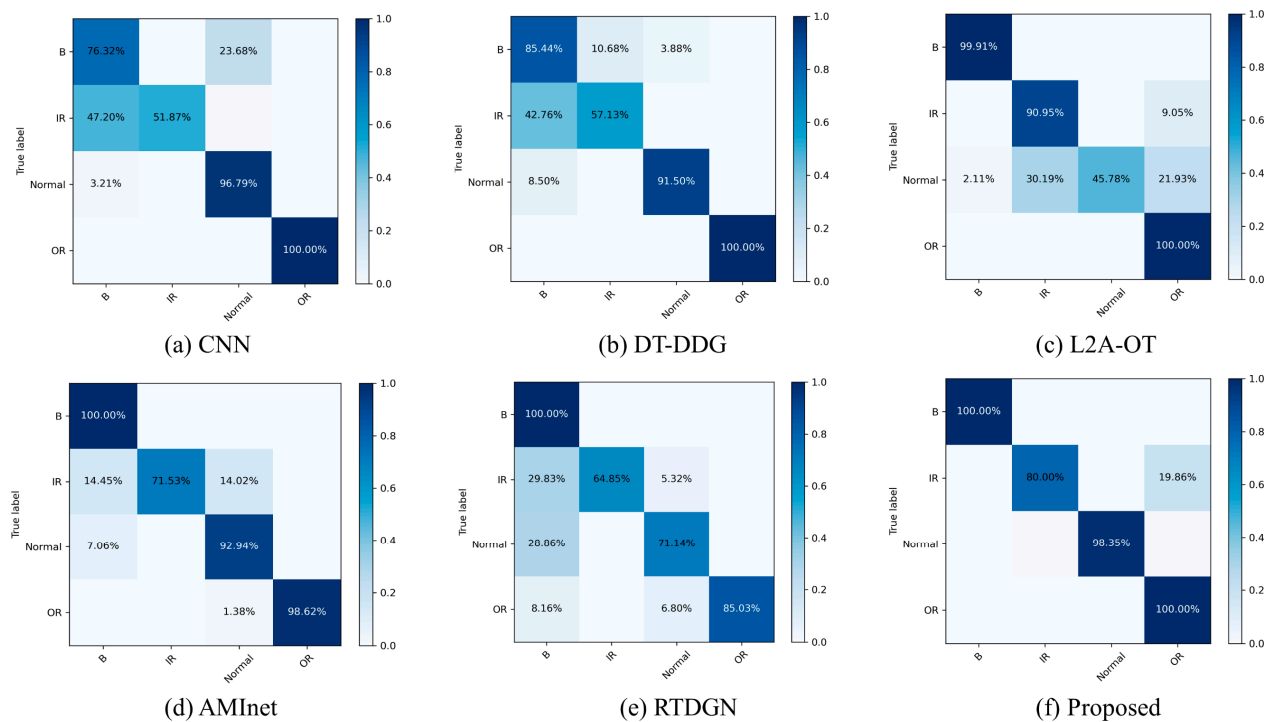 B
IR
Normal
OR
True label
76.32%
23.68%
47.20%
51.87%
3.21%
96.79%
100.00%
B
IR
Normal
OR
1.0
0.8
0.6
0.4
0.2
0.0
(a) CNN
B
IR
Normal
OR
True label
85.44%
10.68%
3.88%
42.76%
57.13%
8.50%
91.50%
100.00%
B
IR
Normal
OR
1.0
0.8
0.6
0.4
0.2
0.0
(b) DT-DDG
B
IR
Normal
OR
True label
99.91%
90.95%
9.05%
2.11%
30.19%
45.78%
21.93%
100.00%
B
IR
Normal
OR
1.0
0.8
0.6
0.4
0.2
0.0
(c) L2A-OT
B
IR
Normal
OR
True label
100.00%
14.45%
71.53%
14.02%
7.06%
92.94%
1.38%
98.62%
B
IR
Normal
OR
1.0
0.8
0.6
0.4
0.2
0.0
(d) AMInet
B
IR
Normal
OR
True label
100.00%
29.83%
64.85%
5.32%
28.86%
71.14%
8.16%
6.80%
85.03%
B
IR
Normal
OR
1.0
0.8
0.6
0.4
0.2
0.0
(e) RTDGN
B
IR
Normal
OR
True label
100.00%
80.00%
19.86%
98.35%
100.00%
B
IR
Normal
OR
1.0
0.8
0.6
0.4
0.2
0.0
(f) Proposed